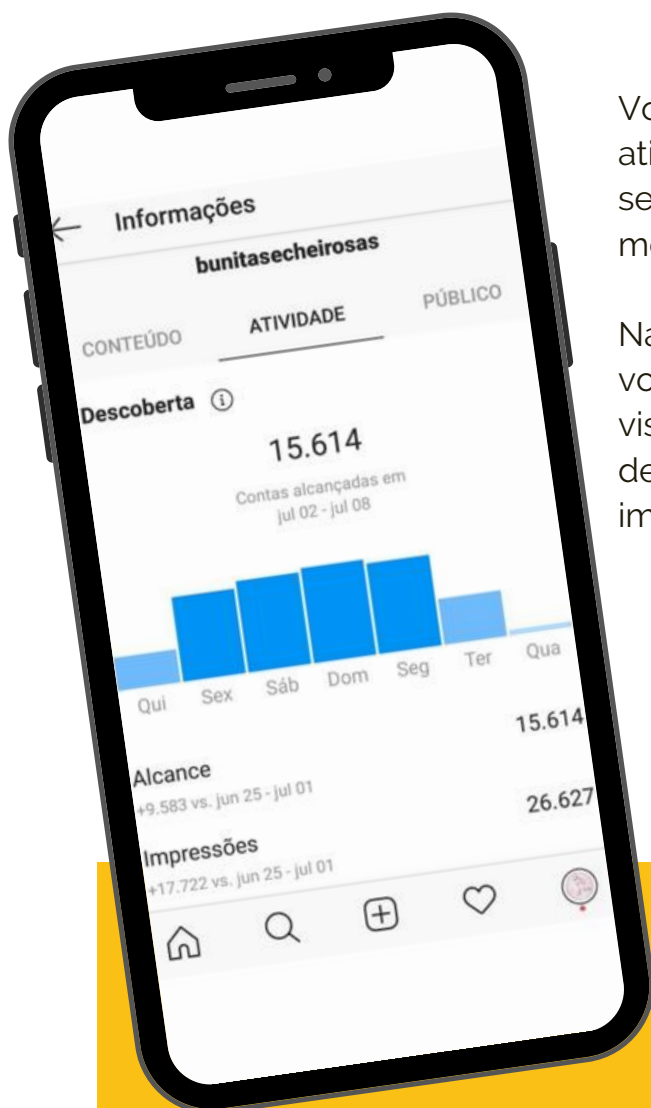 Informações
bunitasecheirosas
CONTEÚDO ATIVIDADE PÚBLICO
Descoberta
15.614
Contas alcançadas em
jul 02 - jul 08
Qui Sex Sáb Dom Seg Ter Qua
Alcance 15.614
+9.583 vs. jun 25 - jul 01
Impressões 26.627
+17.722 vs. jun 25 - jul 01